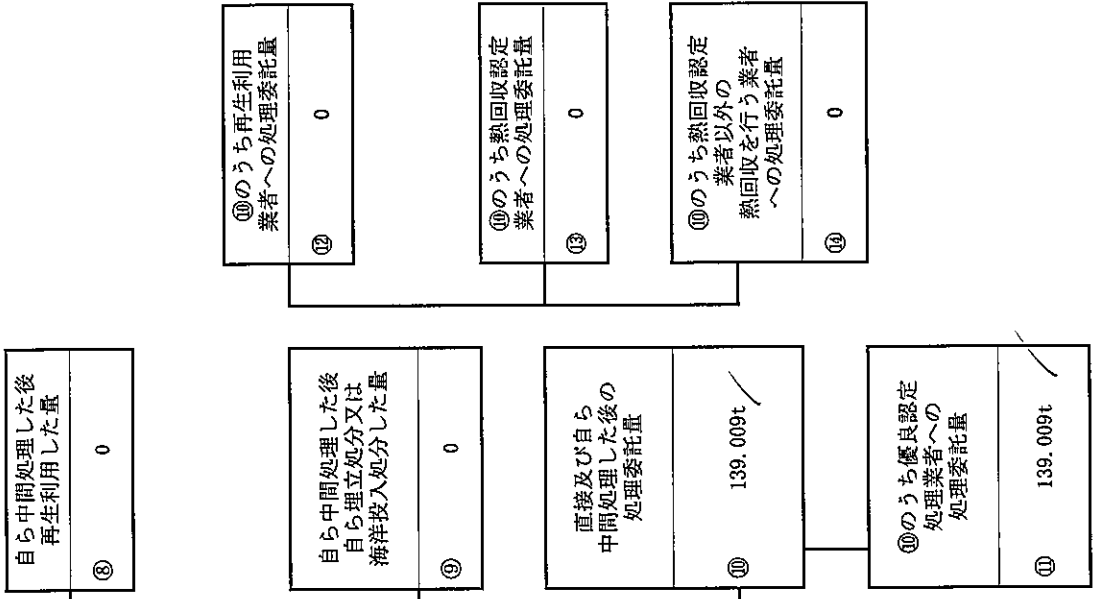 自ら中間処理した後
再生利用した量
⑧ 0
自ら中間処理した後
自ら埋立処分又は
海洋投入処分した量
⑨ 0
直接及び自ら
中間処理した後の
処理委託量
⑩ 139.009t
⑩のうち優良認定
処理業者への
処理委託量
⑪ 139.009t
⑩のうち再生利用
業者への処理委託量
⑫ 0
⑩のうち熱回収認定
業者への処理委託量
⑬ 0
⑩のうち熱回収認定
業者以外の
熱回収を行う業者
への処理委託量
⑭ 0